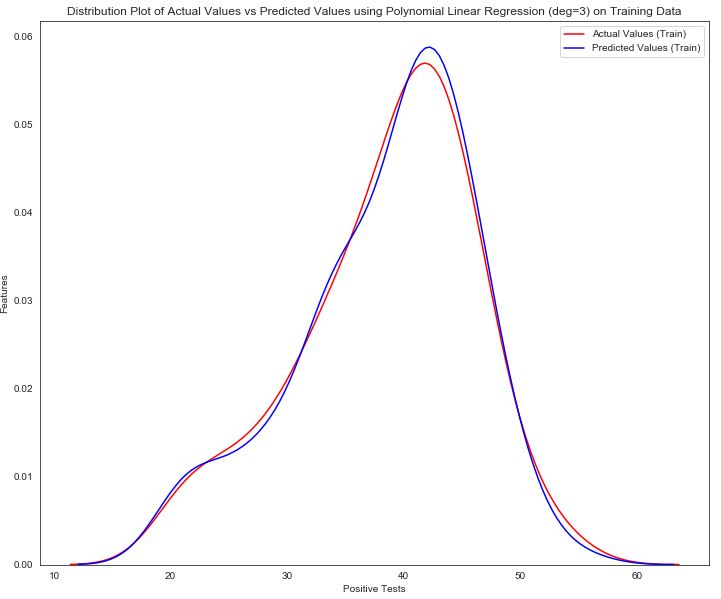 Distribution Plot of Actual Values vs Predicted Values using Polynomial Linear Regression (deg=3) on Training Data
Actual Values (Train)
Predicted Values (Train)
0.06
0.05
0.04
0.03
0.02
0.01
0.00
Features
10 20 30 40 50 60
Positive Tests